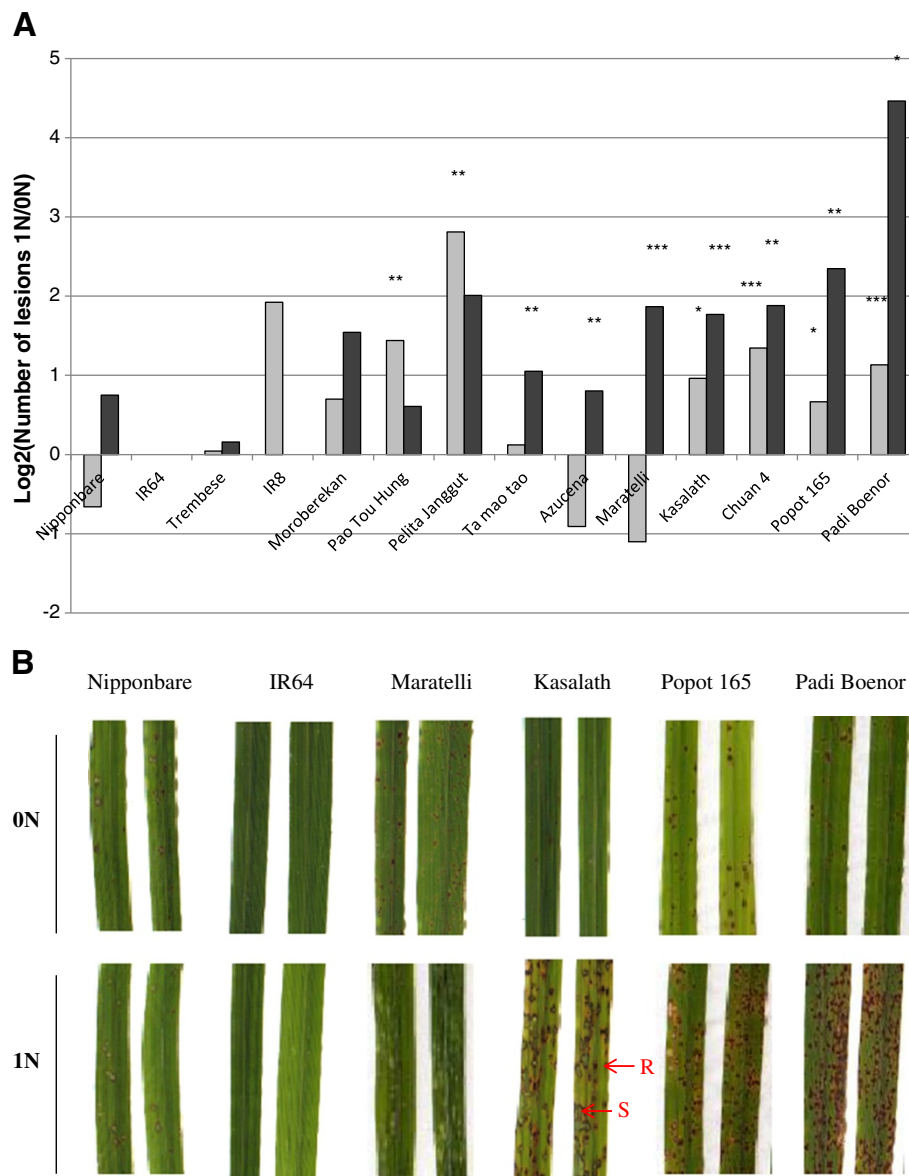 A
Log2(Number of lesions 1N/0N)
5
4
3
2
1
0
-1
-2
*
**
**
***
***
**
**
***
**
*
***
**
*
**
Nipponbare
IR64
Trembese
IR8
Moroberekan
Pao Tou Hung
Pelita Janggut
Ta mao tao
Azucena
Maratelli
Kasalath
Chuan 4
Popot 165
Padi Boenor
B
Nipponbare IR64 Maratelli Kasalath Popot 165 Padi Boenor
0N
1N
R
S